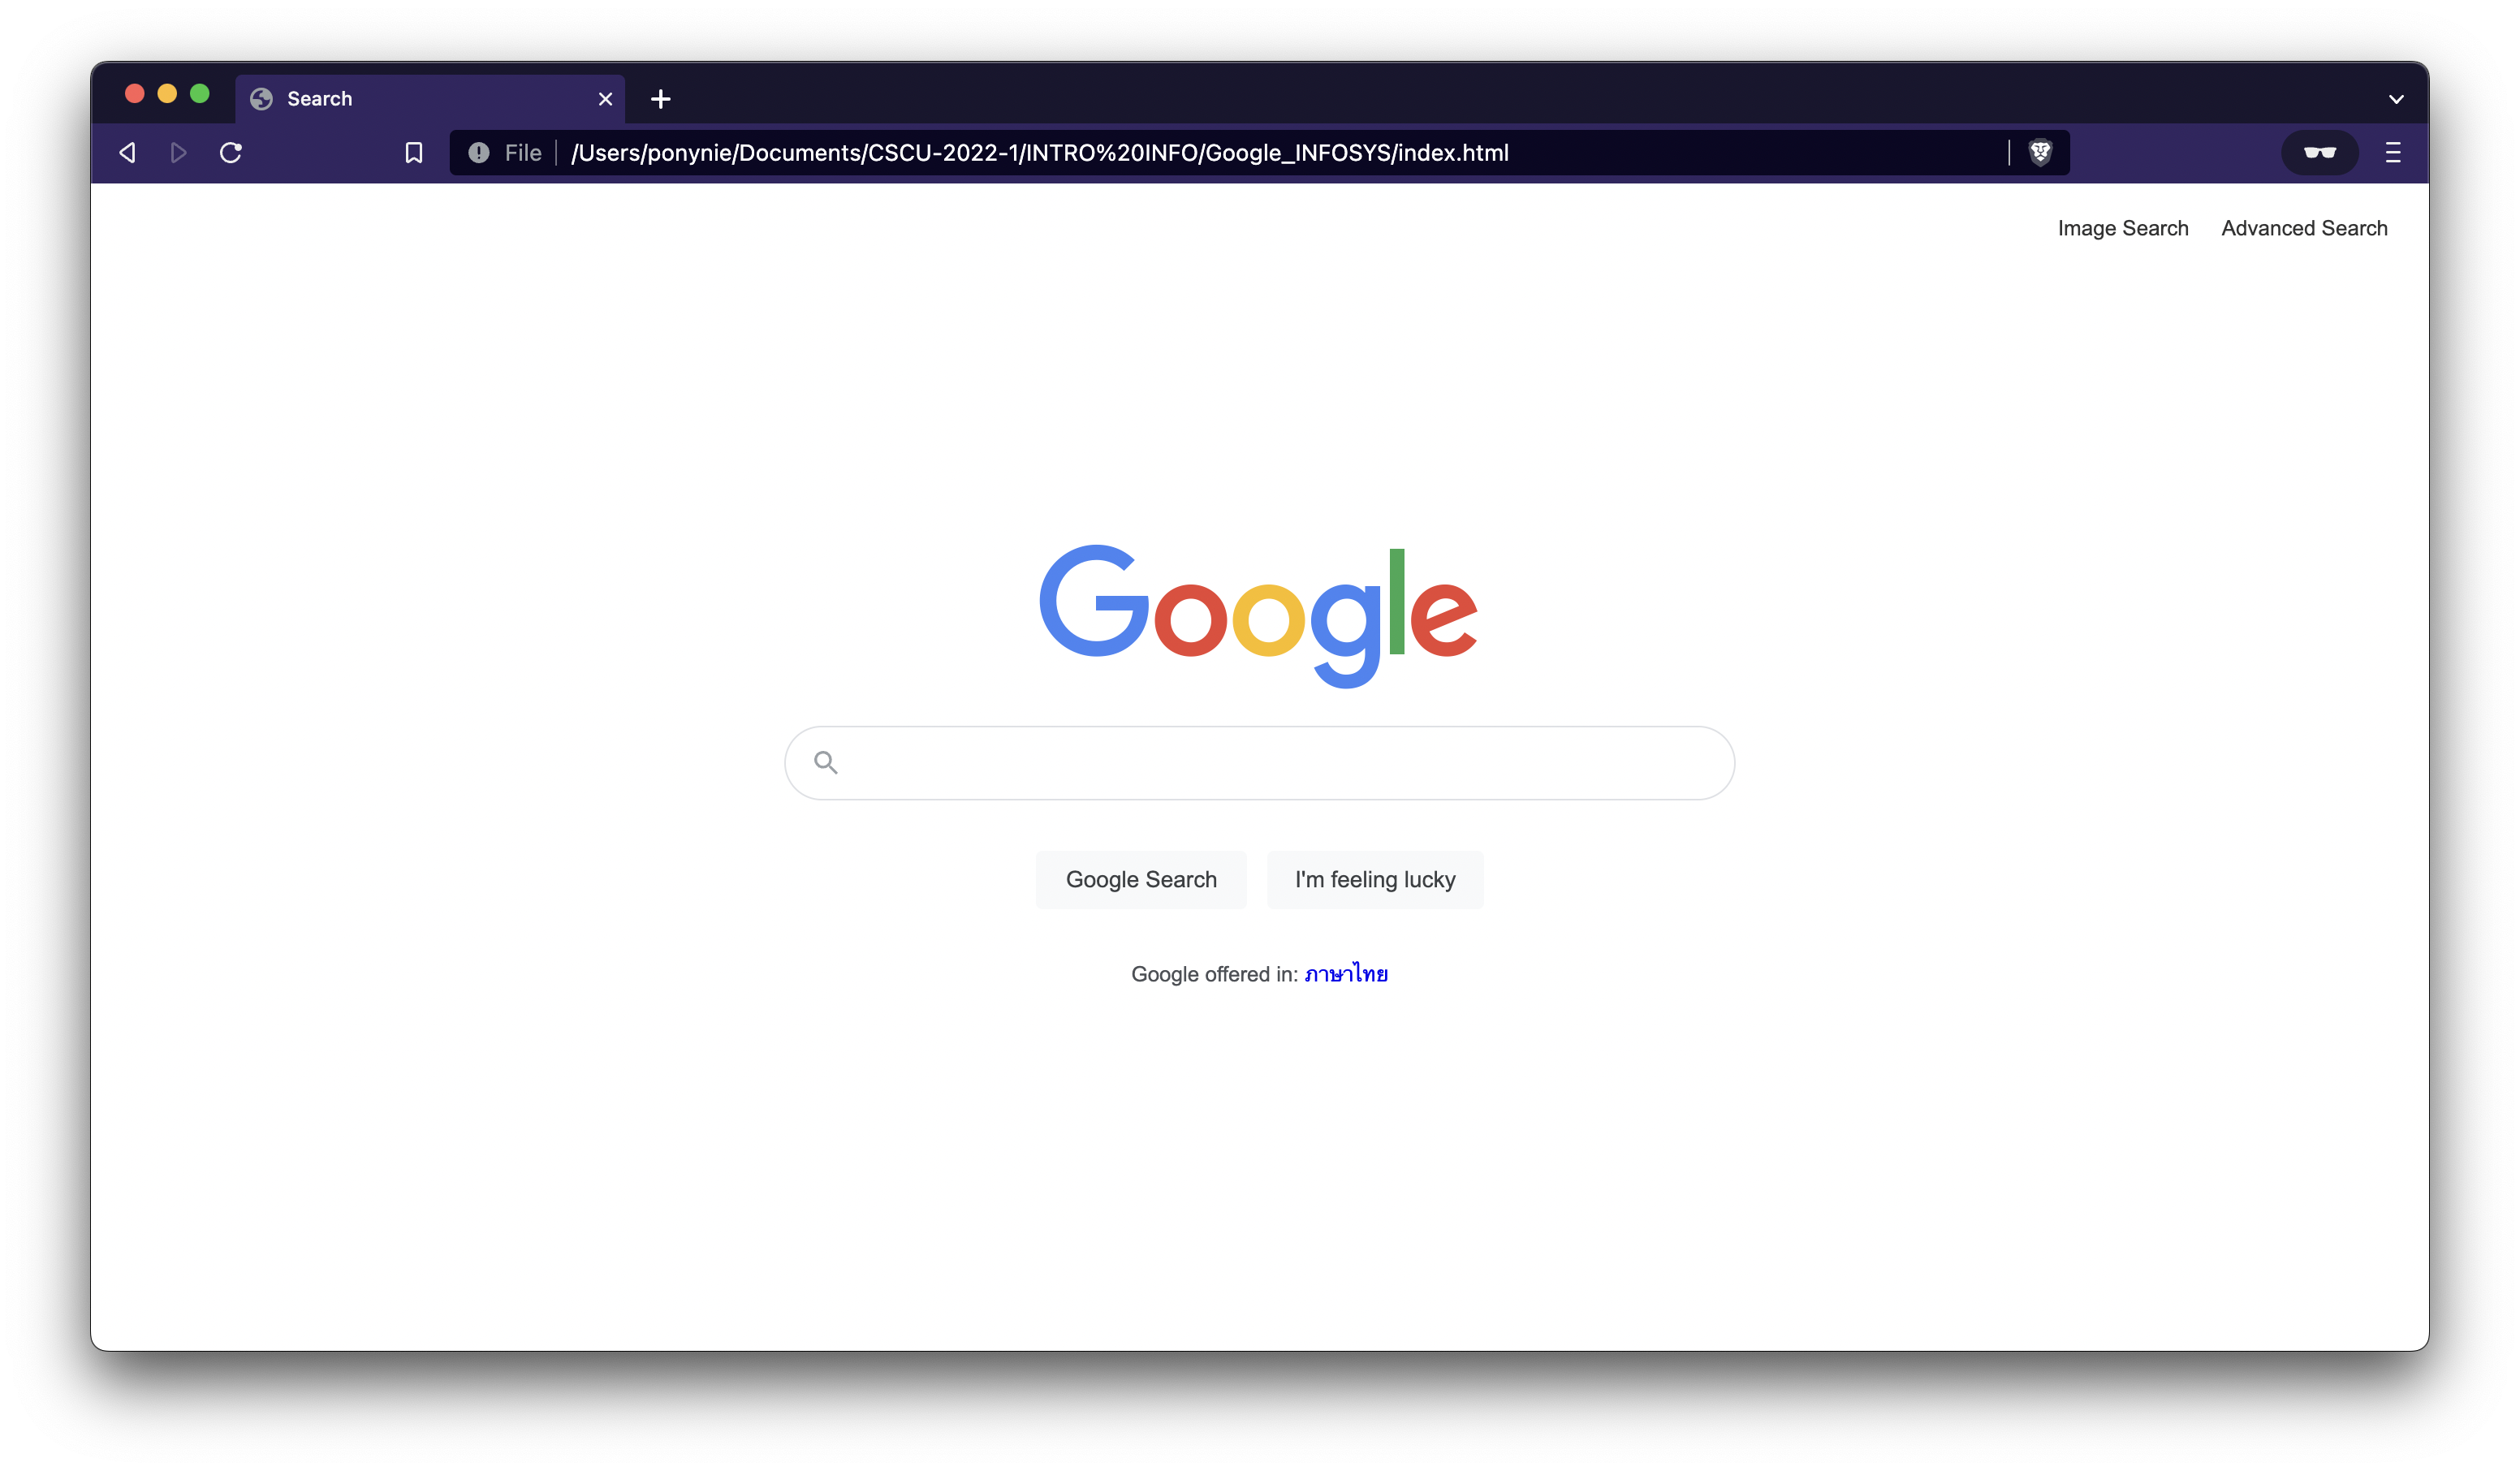 Search
File /Users/ponynie/Documents/CSCU-2022-1/INTRO%20INFO/Google_INFOSYS/index.html
Image Search Advanced Search
Google
Google Search I'm feeling lucky
Google offered in: ภาษาไทย